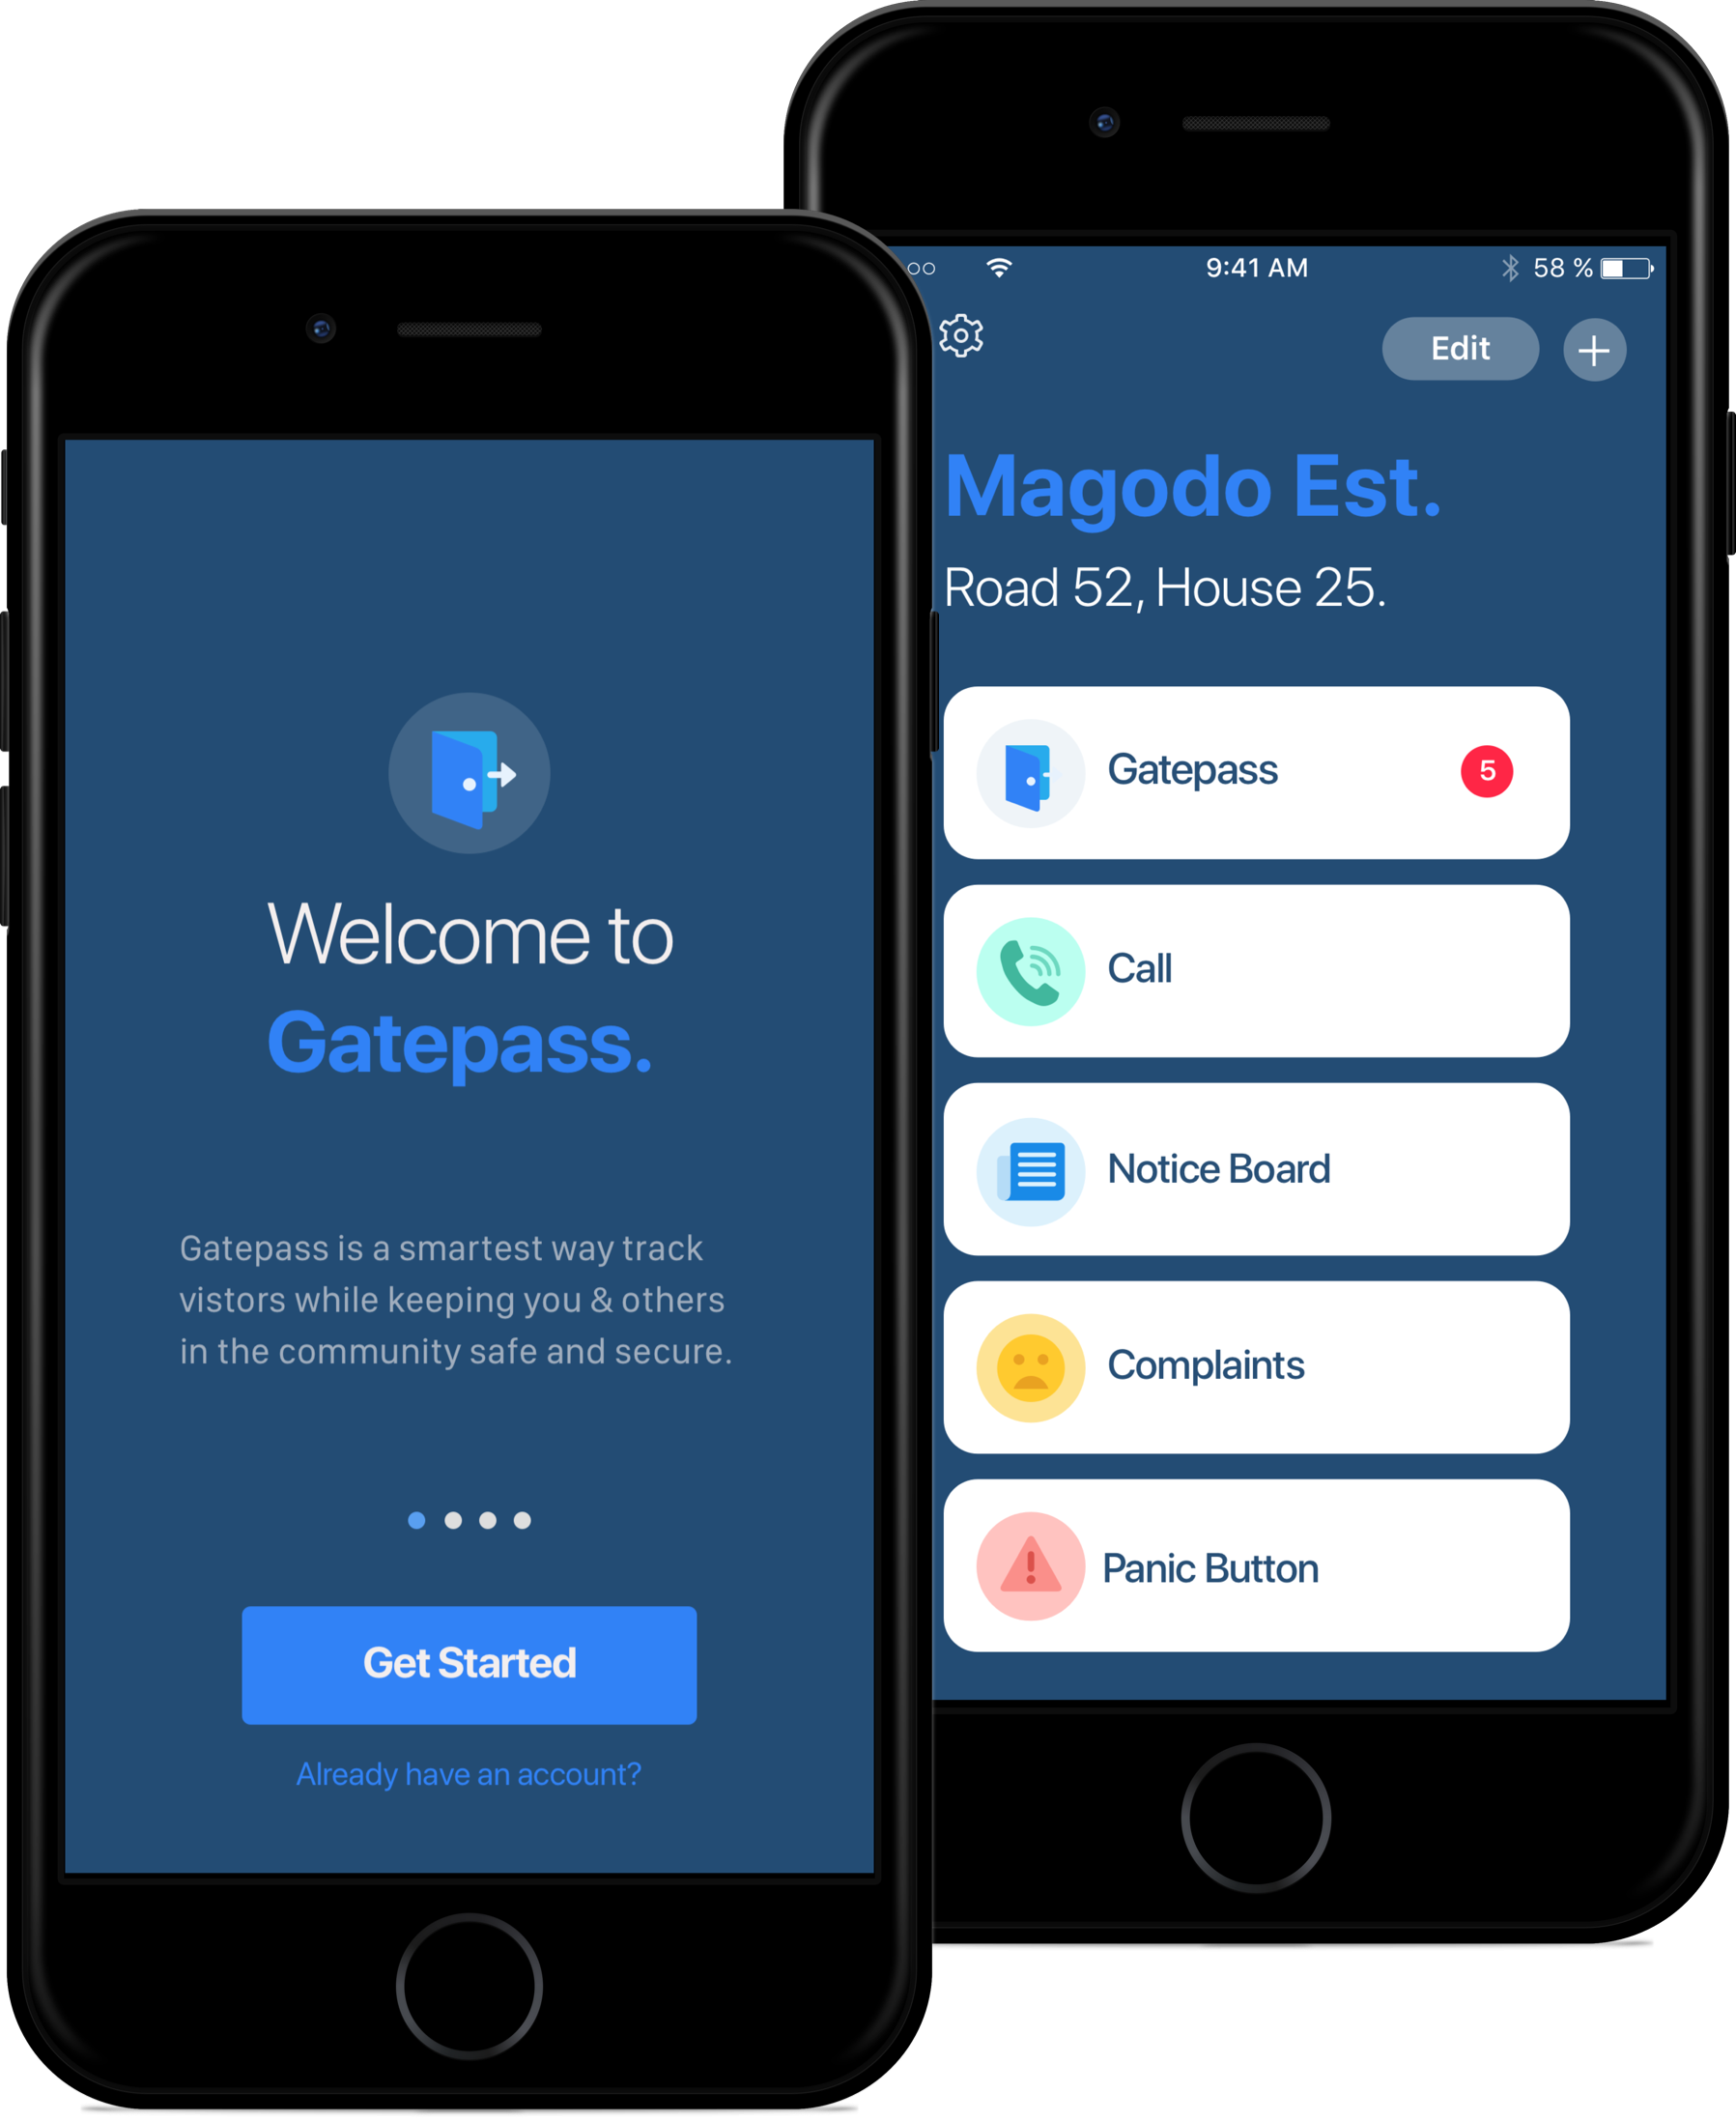 Welcome to
Gatepass.
Gatepass is a smartest way track
vistors while keeping you & others
in the community safe and secure.
Get Started
Already have an account?
9:41 AM
58 %
Edit
Magodo Est.
Road 52, House 25.
Gatepass
5
Call
Notice Board
Complaints
Panic Button